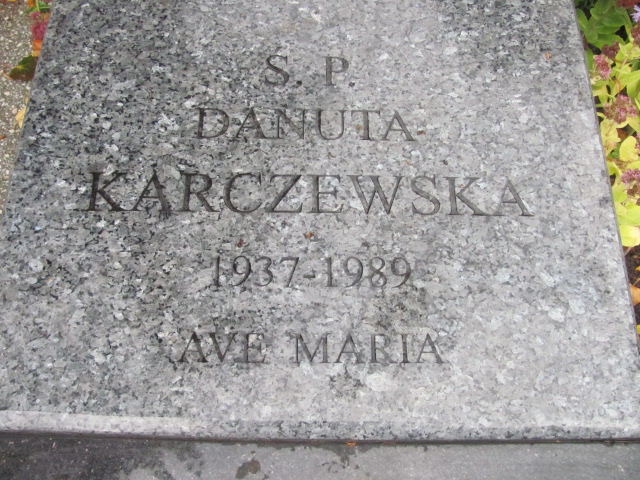 S. P
DANUTA
KARCZEWSKA
1937-1989
AVE MARIA